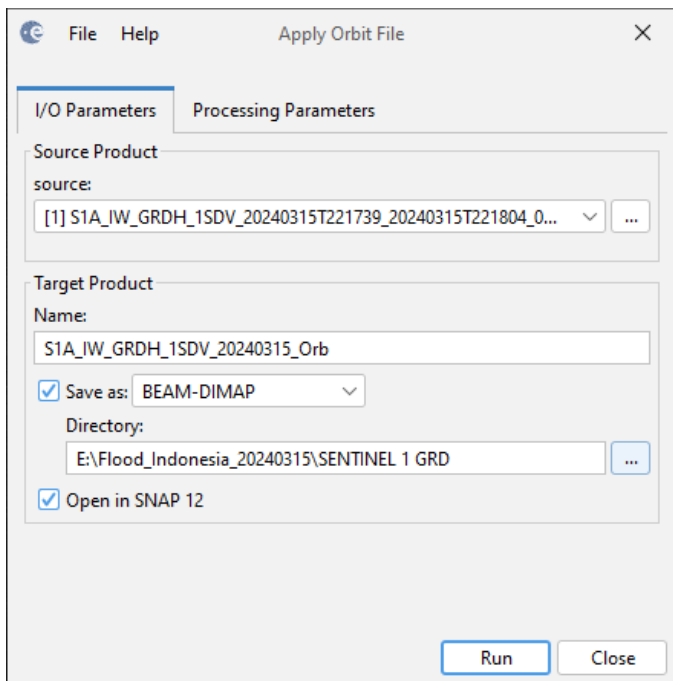 File Help Apply Orbit File
I/O Parameters Processing Parameters
Source Product
source:
[1] S1A_IW_GRDH_1SDV_20240315T221739_20240315T221804_0...
...
Target Product
Name:
S1A_IW_GRDH_1SDV_20240315_Orb
Save as: BEAM-DIMAP
Directory:
E:\Flood_Indonesia_20240315\SENTINEL 1 GRD
...
Open in SNAP 12
Run Close